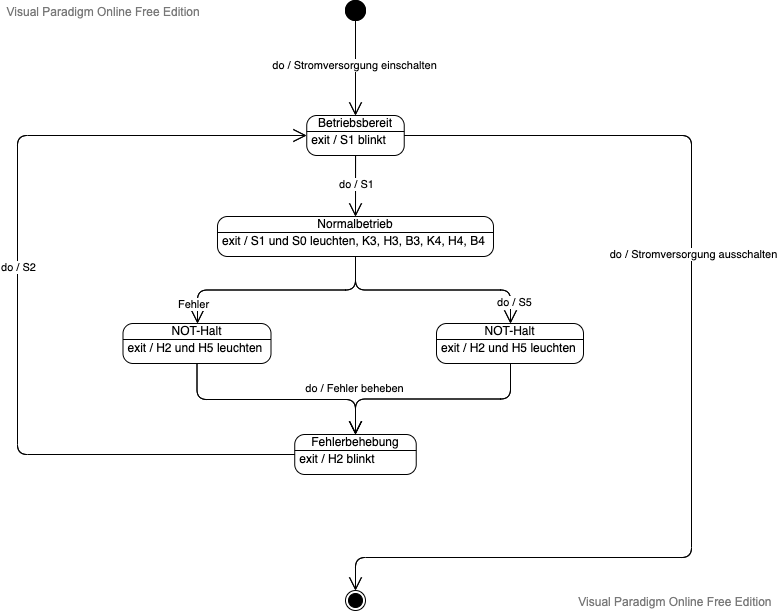 Visual Paradigm Online Free Edition
do / Stromversorgung einschalten
Betriebsbereit
exit / S1 blinkt
do / S1
Normalbetrieb
exit / S1 und S0 leuchten, K3, H3, B3, K4, H4, B4
do / Stromversorgung ausschalten
do / S2
Fehler
do / S5
NOT-Halt
exit / H2 und H5 leuchten
NOT-Halt
exit / H2 und H5 leuchten
do / Fehler beheben
Fehlerbehebung
exit / H2 blinkt
Visual Paradigm Online Free Edition